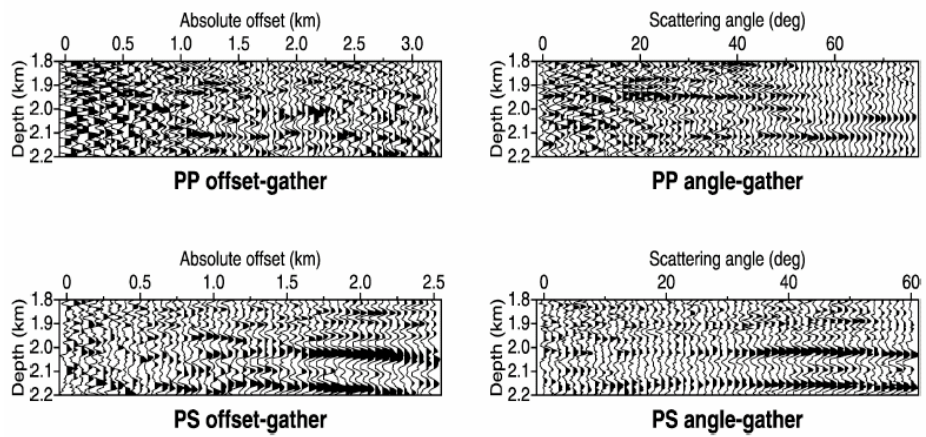 Absolute offset (km)
0 0.5 1.0 1.5 2.0 2.5 3.0
Depth (km)
1.8
1.9
2.0
2.1
2.2
PP offset-gather
Scattering angle (deg)
0 20 40 60
Depth (km)
1.8
1.9
2.0
2.1
2.2
PP angle-gather
Absolute offset (km)
0 0.5 1.0 1.5 2.0 2.5
Depth (km)
1.8
1.9
2.0
2.1
2.2
PS offset-gather
Scattering angle (deg)
0 20 40 60
Depth (km)
1.8
1.9
2.0
2.1
2.2
PS angle-gather